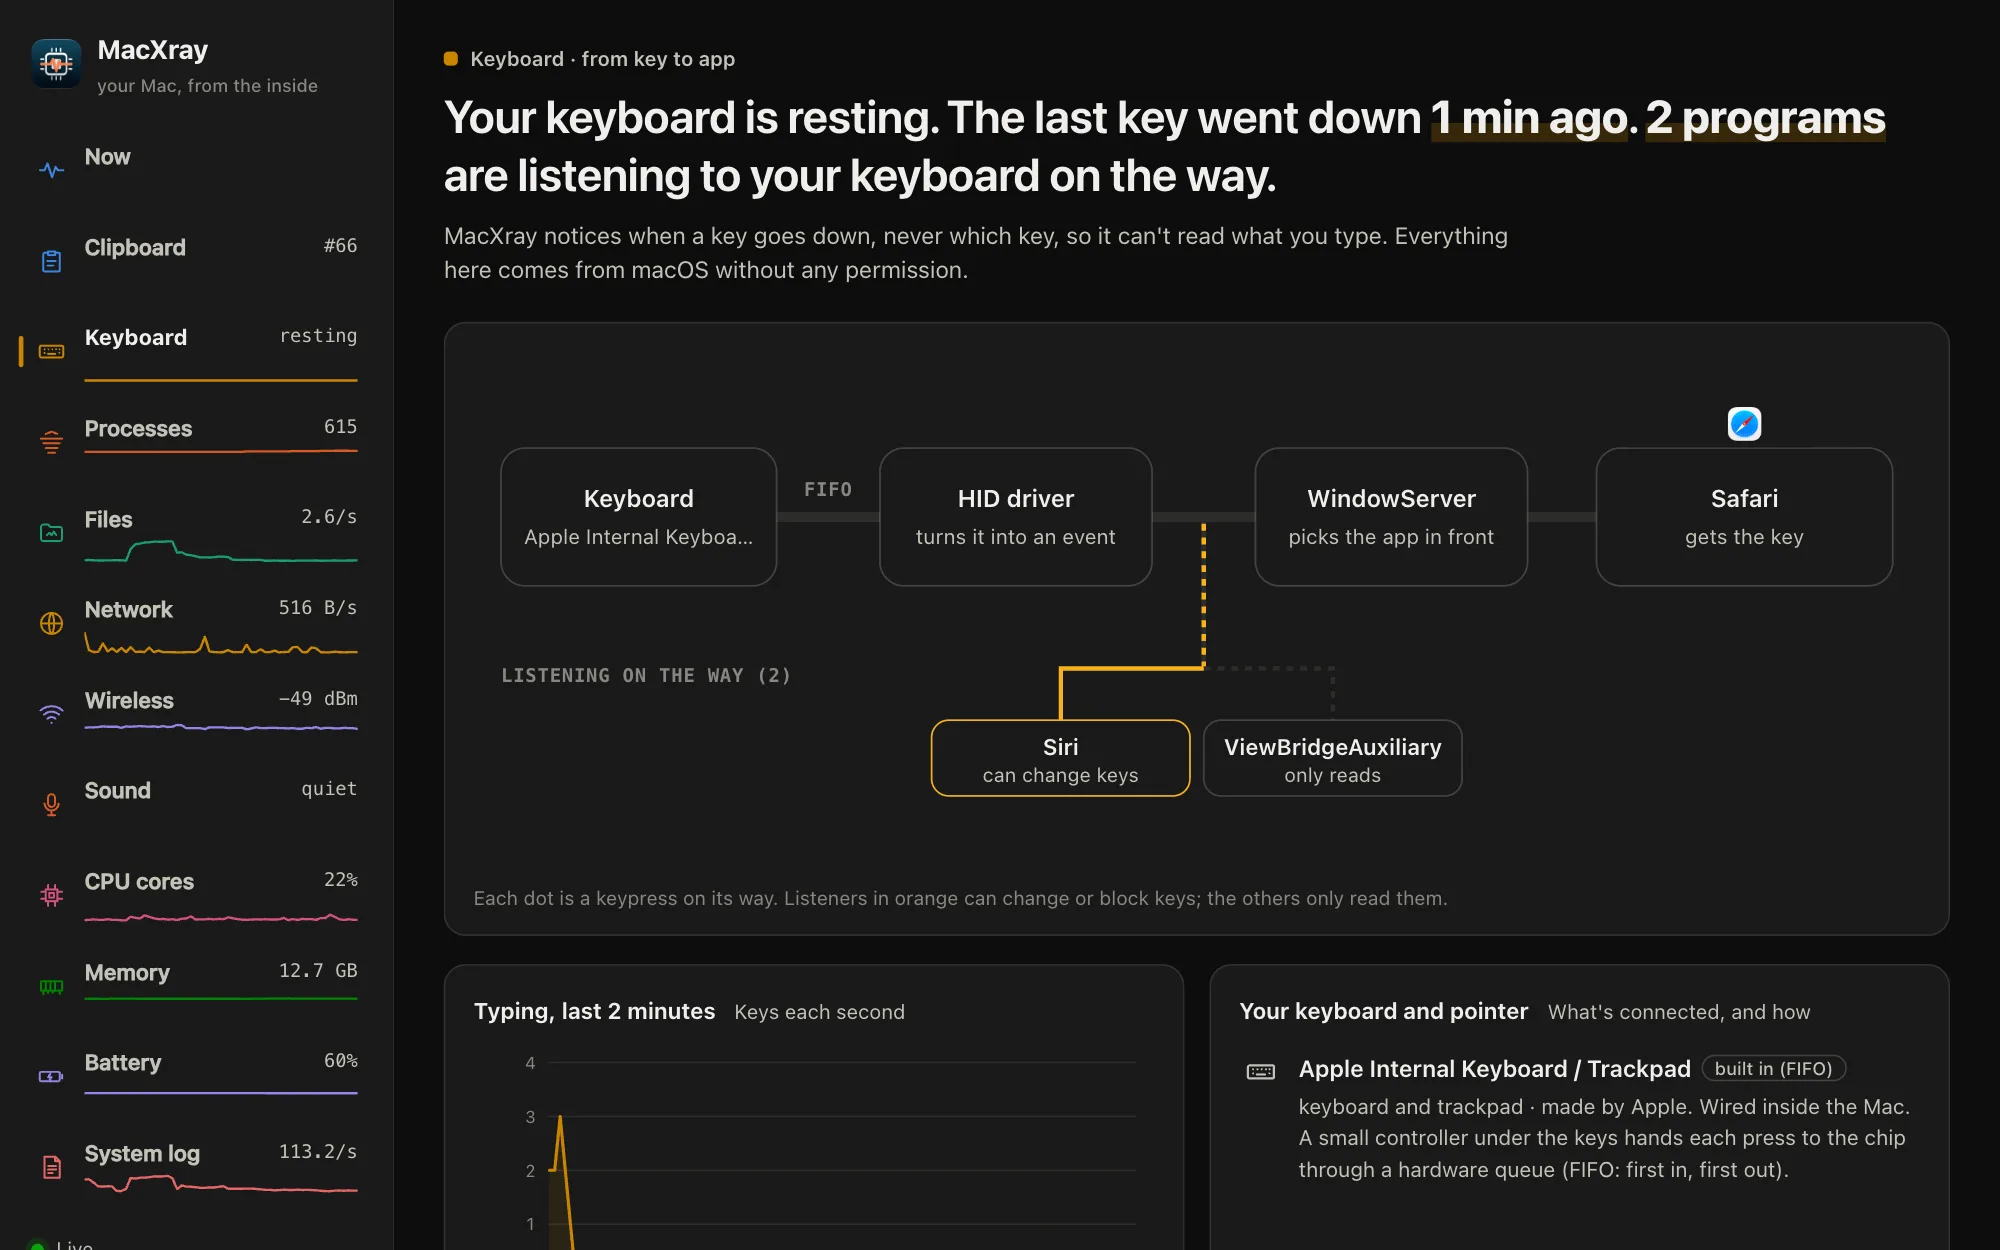 MacXray
your Mac, from the inside
Now
Clipboard #66
Keyboard resting
Processes 615
Files 2.6/s
Network 516 B/s
Wireless −49 dBm
Sound quiet
CPU cores 22%
Memory 12.7 GB
Battery 60%
System log 113.2/s
Live
Keyboard · from key to app
Your keyboard is resting. The last key went down 1 min ago. 2 programs
are listening to your keyboard on the way.
MacXray notices when a key goes down, never which key, so it can't read what you type. Everything
here comes from macOS without any permission.
Keyboard
Apple Internal Keyboa...
FIFO
HID driver
turns it into an event
WindowServer
picks the app in front
Safari
gets the key
LISTENING ON THE WAY (2)
Siri
can change keys
ViewBridgeAuxiliary
only reads
Each dot is a keypress on its way. Listeners in orange can change or block keys; the others only read them.
Typing, last 2 minutes Keys each second
4
3
2
1
Your keyboard and pointer What's connected, and how
Apple Internal Keyboard / Trackpad built in (FIFO)
keyboard and trackpad · made by Apple. Wired inside the Mac.
A small controller under the keys hands each press to the chip
through a hardware queue (FIFO: first in, first out).